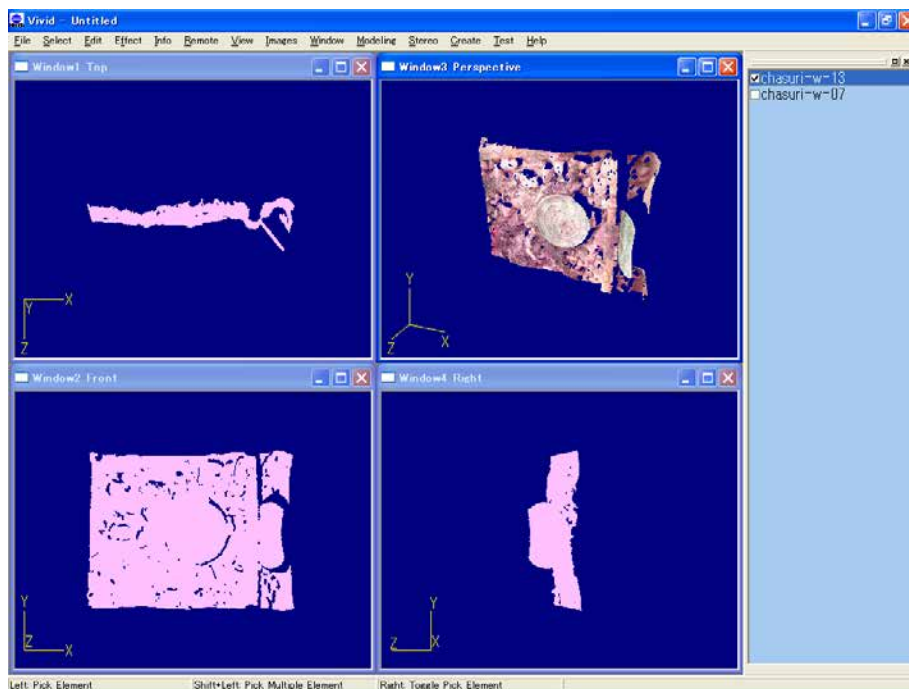 Vivid - Untitled
File Select Edit Effect Info Remote View Images Window Modeling Stereo Create Test Help
Window1 Top
Window3 Perspective
chasuri-w-13
chasuri-w-07
X
Y
Z
Y
Z
X
Window2 Front
Window4 Right
Y
Z
X
Y
Z
X
Left: Pick Element
Shift+Left: Pick Multiple Element
Right: Toggle Pick Element